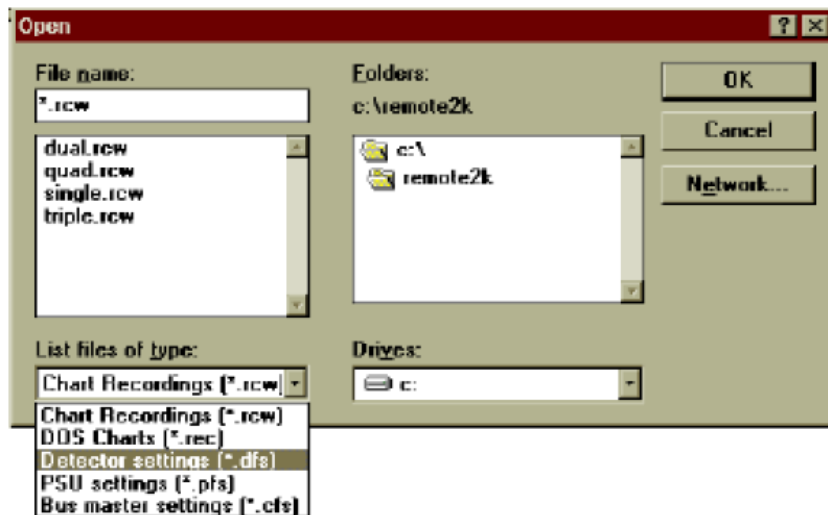 Open
File name:
*.rcw
dual.rcw
quad.rcw
single.rcw
triple.rcw
Folders:
c:\remote2k
c:\
remote2k
OK
Cancel
Network...
List files of type:
Chart Recordings (*.rcw)
Chart Recordings (*.rcw)
DOS Charts (*.rec)
Detector settings (*.dfs)
PSU settings (*.pfs)
Bus master settings (*.cfs)
Drives:
c: